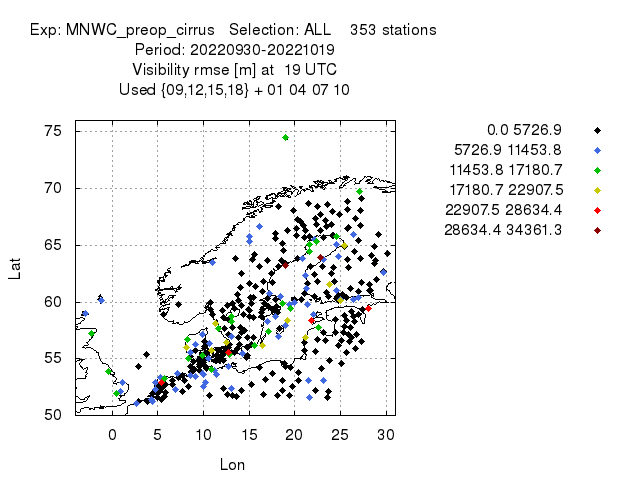 Exp: MNWC_preop_cirrus   Selection: ALL    353 stations
Period: 20220930-20221019
Visibility rmse [m] at  19 UTC
Used {09,12,15,18} + 01 04 07 10
0.0 5726.9
5726.9 11453.8
11453.8 17180.7
17180.7 22907.5
22907.5 28634.4
28634.4 34361.3
75
70
65
60
55
50
Lat
0 5 10 15 20 25 30
Lon